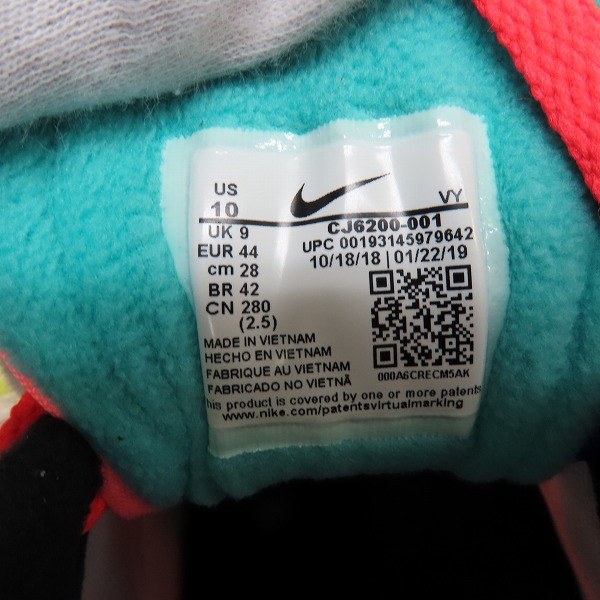 US
10
VY
UK 9
EUR 44
cm 28
BR 42
CN 280
(2.5)
CJ6200-001
UPC 00193145979642
10/18/18 | 01/22/19
000A6CRECM5AK
MADE IN VIETNAM
HECHO EN VIETNAM
FABRIQUE AU VIETNAM
FABRICADO NO VIETNÃ
his product is covered by one or more patents
www.nike.com/patentsvirtualmarking